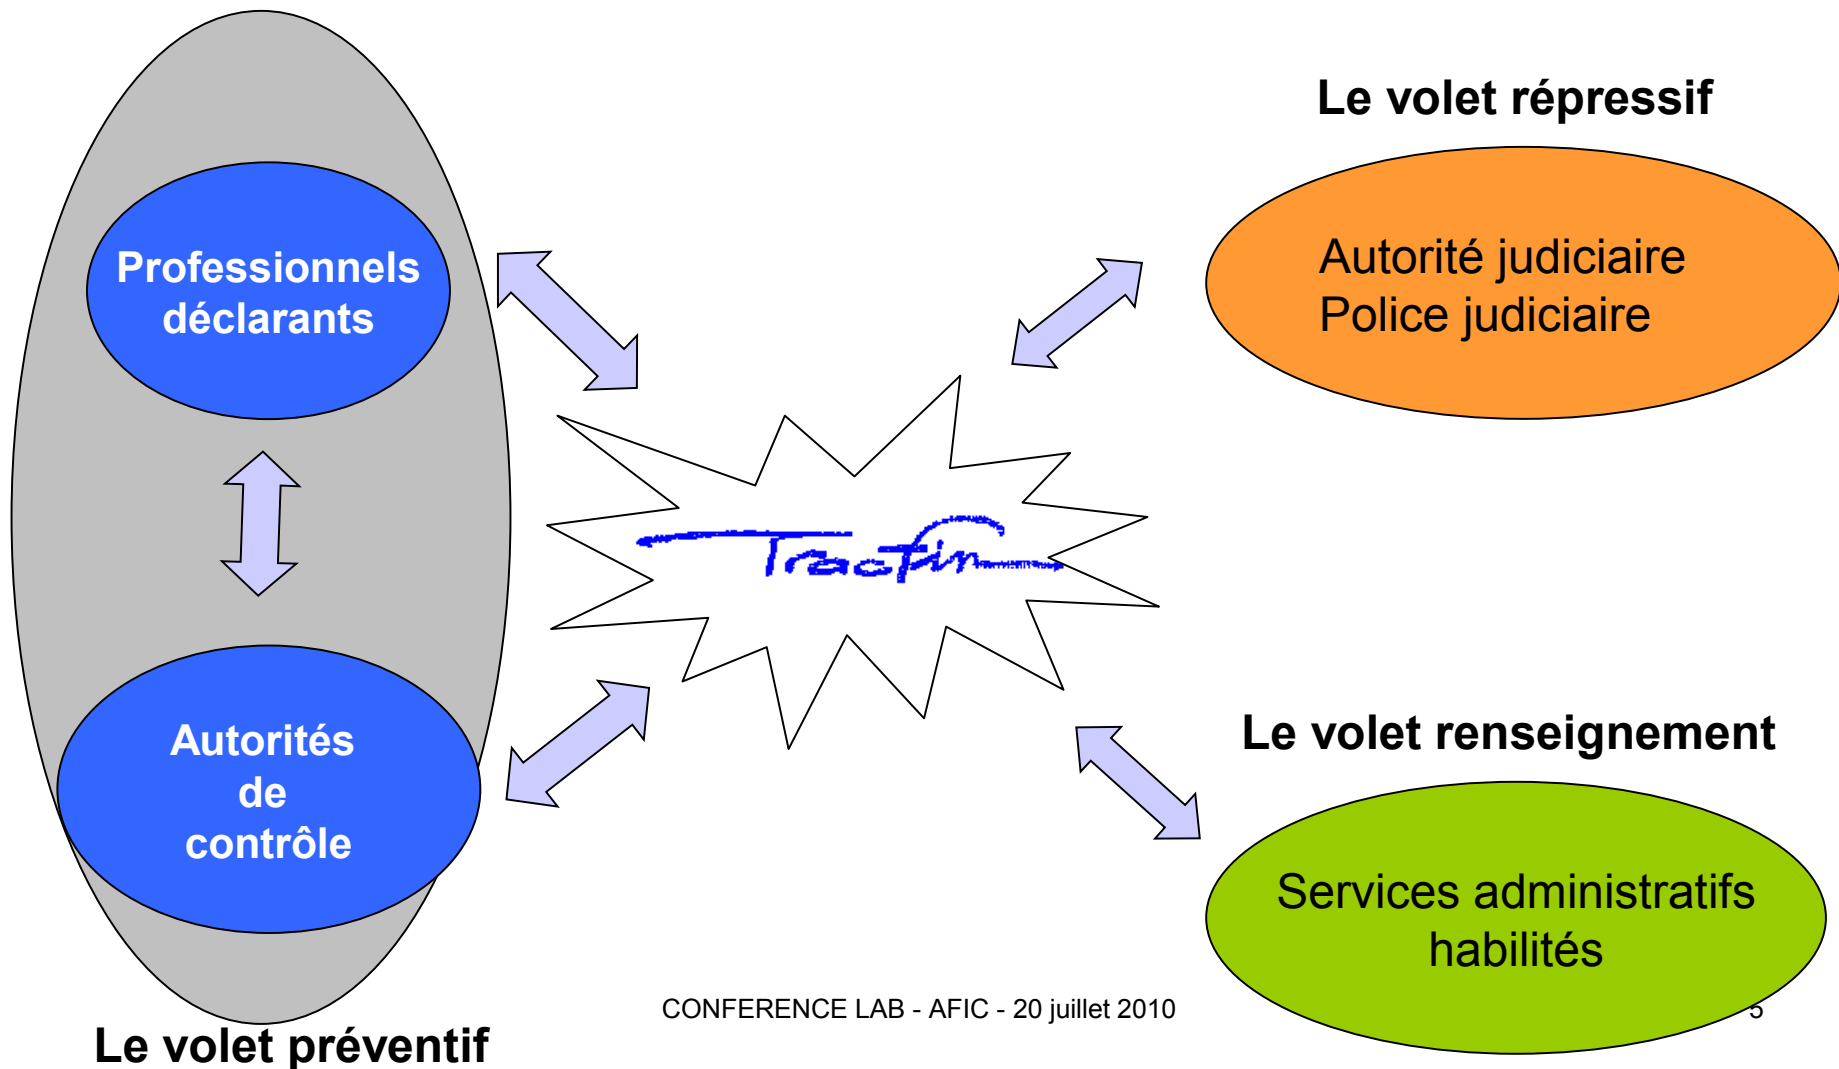 Professionnels
déclarants
Autorités
de
contrôle
Le volet préventif
Tracfin
Le volet répressif
Autorité judiciaire
Police judiciaire
Le volet renseignement
Services administratifs
habilités
CONFERENCE LAB - AFIC - 20 juillet 2010
5